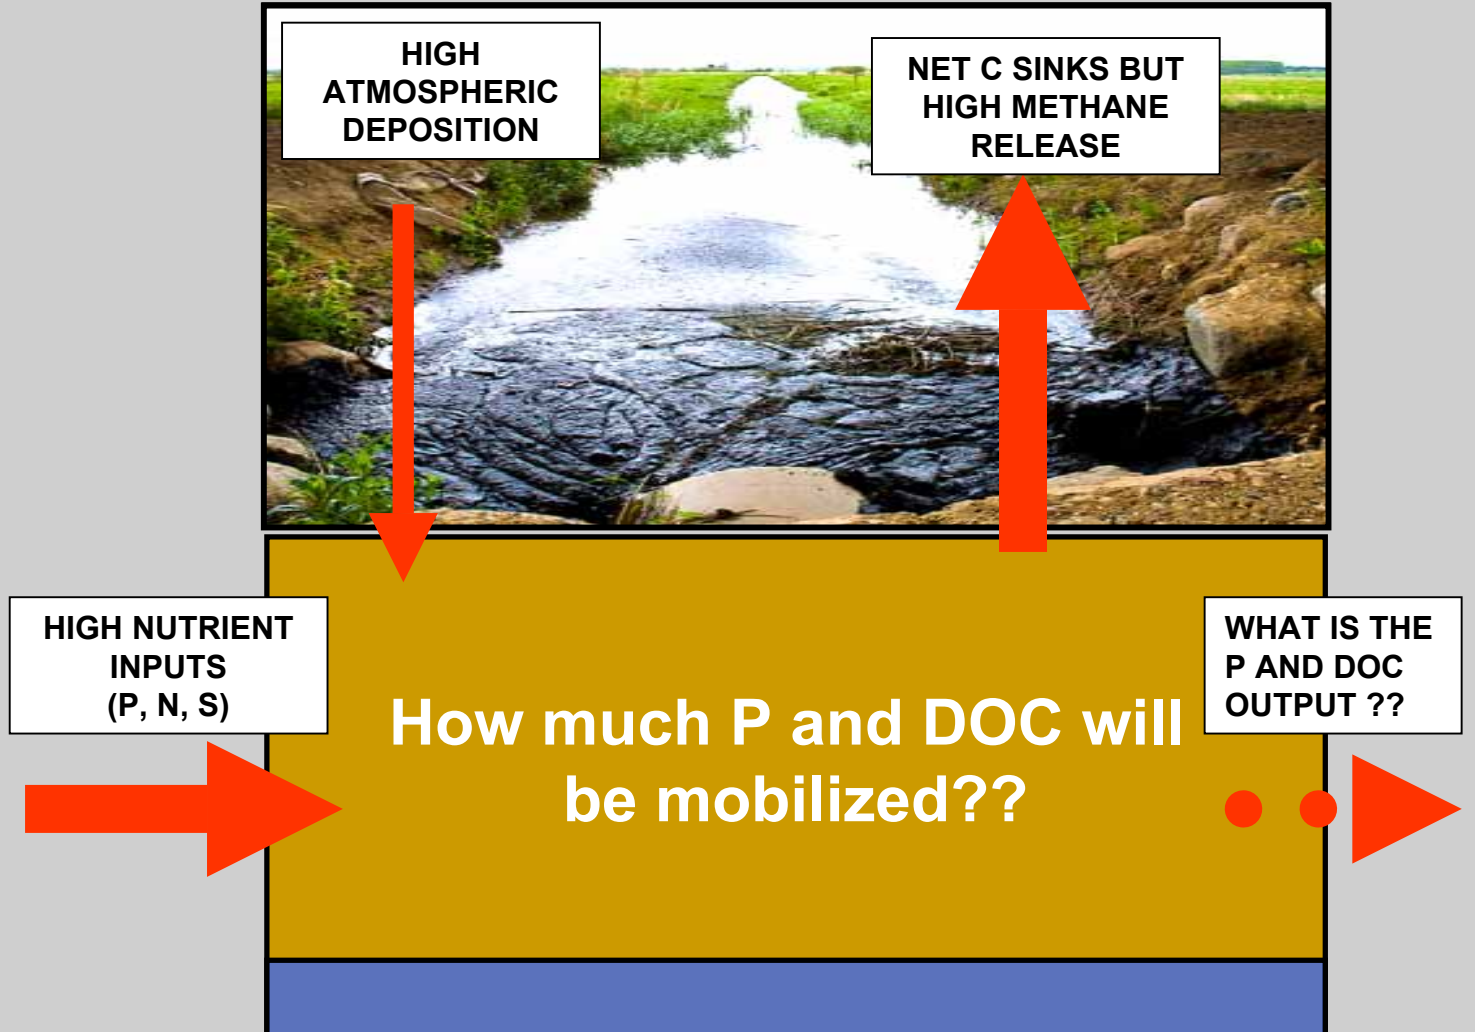 HIGH
ATMOSPHERIC
DEPOSITION
NET C SINKS BUT
HIGH METHANE
RELEASE
HIGH NUTRIENT
INPUTS
(P, N, S)
How much P and DOC will
be mobilized??
WHAT IS THE
P AND DOC
OUTPUT ??